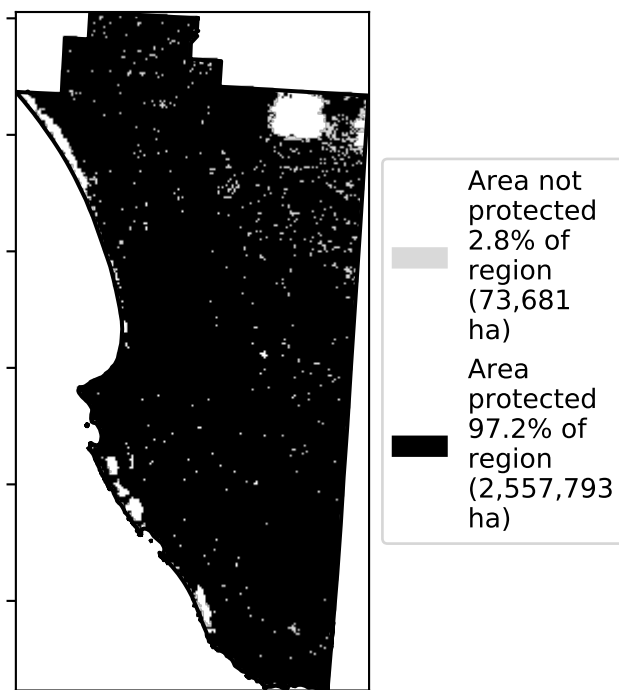 Area not
protected
2.8% of
region
(73,681
ha)
Area
protected
97.2% of
region
(2,557,793
ha)